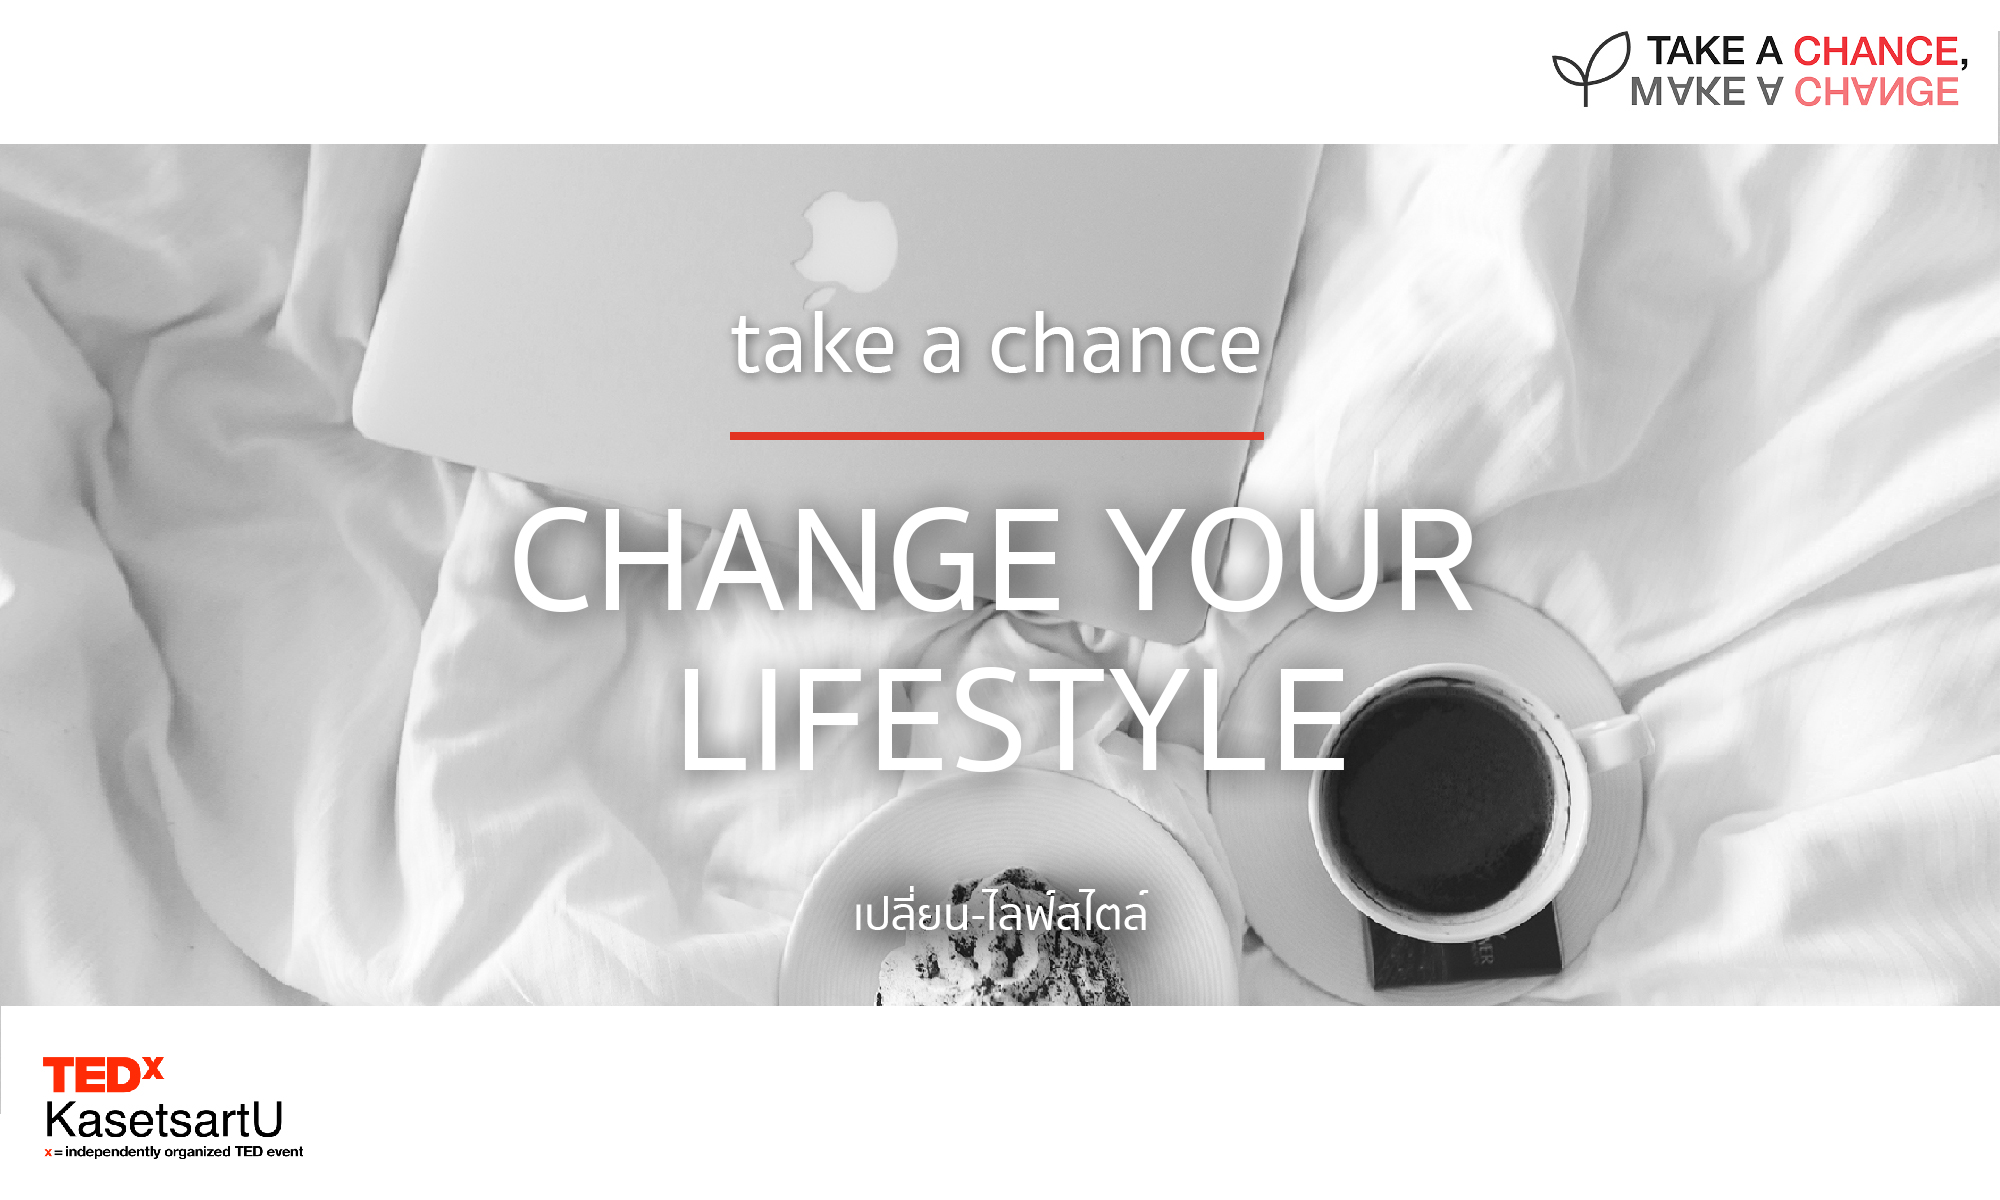 TAKE A CHANCE,
MAKE A CHANGE
take a chance
CHANGE YOUR
LIFESTYLE
เปลี่ยน-ไลฟ์สไตล์
TEDx
KasetsartU
x = independently organized TED event